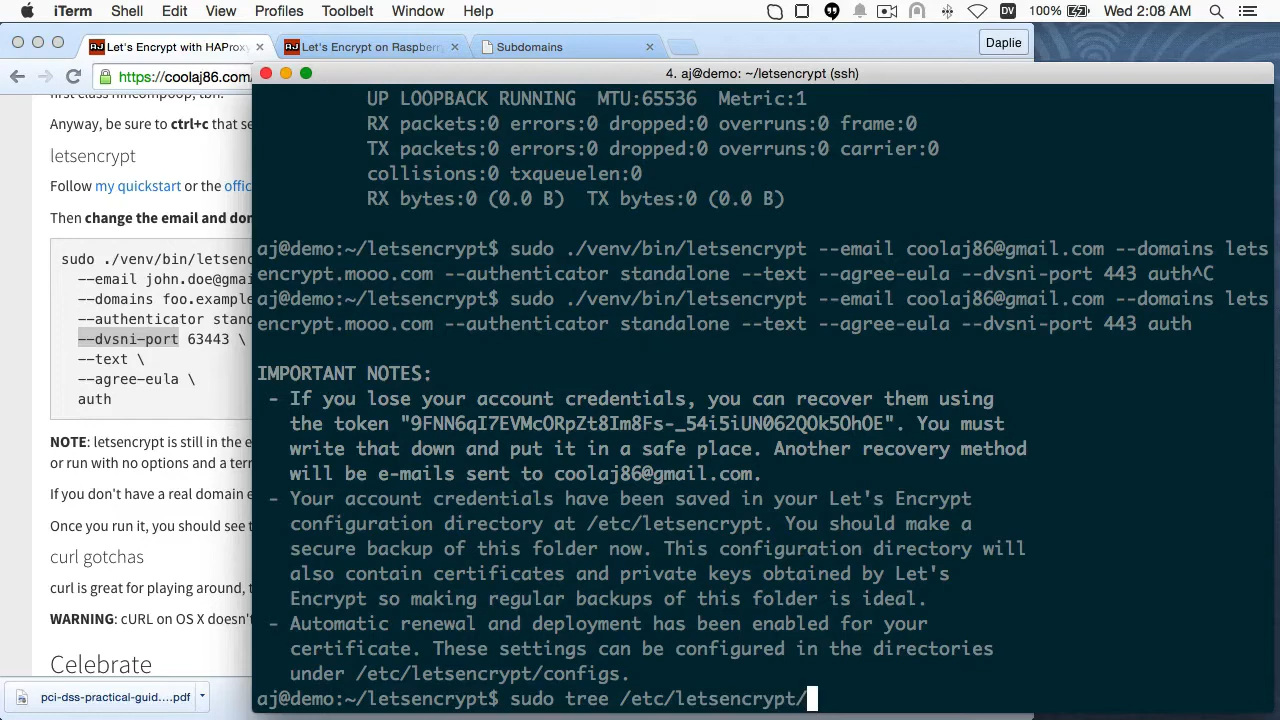 iTerm Shell Edit View Profiles Toolbelt Window Help DV 100% Wed 2:08 AM
Let's Encrypt with HAProxy Let's Encrypt on Raspberry Subdomains Daplie
https://coolaj86.com/
4. aj@demo: ~/letsencrypt (ssh)
first class nincompoop, tbh.
Anyway, be sure to ctrl+c that se
letsencrypt
Follow my quickstart or the offic
Then change the email and don
sudo ./venv/bin/letsenc
--email john.doe@gmai
--domains foo.example
--authenticator stand
--dvsni-port 63443 \
--text \
--agree-eula \
auth
NOTE: letsencrypt is still in the e
or run with no options and a tern
If you don't have a real domain e
Once you run it, you should see t
curl gotchas
curl is great for playing around, t
WARNING: cURL on OS X doesn't
Celebrate
pci-dss-practical-guid....pdf
UP LOOPBACK RUNNING MTU:65536 Metric:1
RX packets:0 errors:0 dropped:0 overruns:0 frame:0
TX packets:0 errors:0 dropped:0 overruns:0 carrier:0
collisions:0 txqueuelen:0
RX bytes:0 (0.0 B) TX bytes:0 (0.0 B)
aj@demo:~/letsencrypt$ sudo ./venv/bin/letsencrypt --email coolaj86@gmail.com --domains lets
encrypt.mooo.com --authenticator standalone --text --agree-eula --dvsni-port 443 auth^C
aj@demo:~/letsencrypt$ sudo ./venv/bin/letsencrypt --email coolaj86@gmail.com --domains lets
encrypt.mooo.com --authenticator standalone --text --agree-eula --dvsni-port 443 auth
IMPORTANT NOTES:
- If you lose your account credentials, you can recover them using
the token "9FNN6qI7EVMcORpZt8Im8Fs-_54i5iUN062QOk5OhOE". You must
write that down and put it in a safe place. Another recovery method
will be e-mails sent to coolaj86@gmail.com.
- Your account credentials have been saved in your Let's Encrypt
configuration directory at /etc/letsencrypt. You should make a
secure backup of this folder now. This configuration directory will
also contain certificates and private keys obtained by Let's
Encrypt so making regular backups of this folder is ideal.
- Automatic renewal and deployment has been enabled for your
certificate. These settings can be configured in the directories
under /etc/letsencrypt/configs.
aj@demo:~/letsencrypt$ sudo tree /etc/letsencrypt/